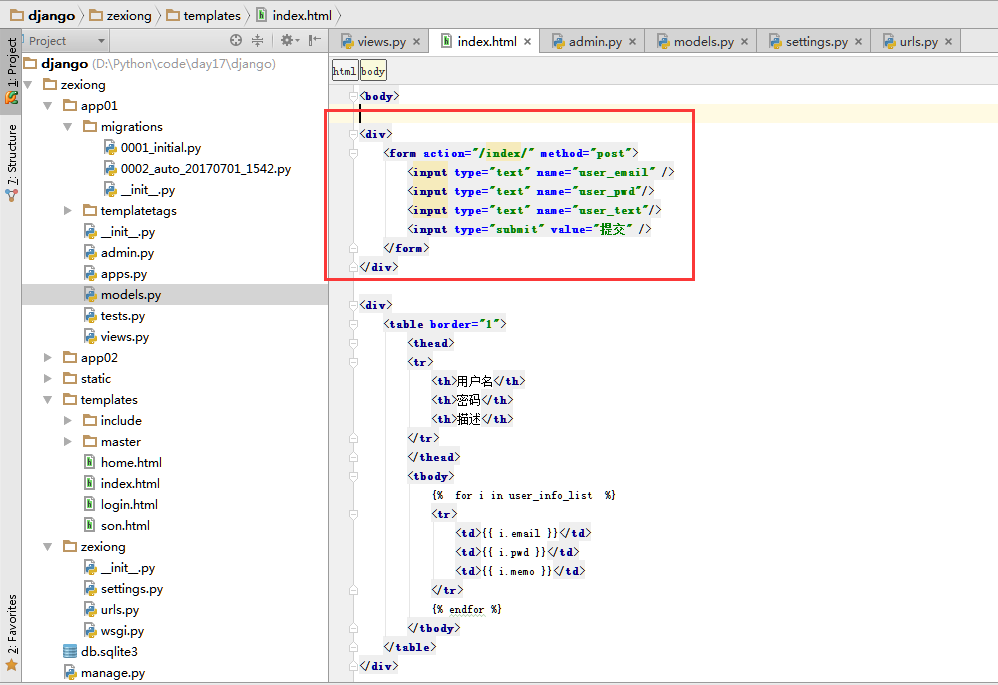 django zexiong templates index.html
Project
views.py index.html admin.py models.py settings.py urls.py
1: Project
7: Structure
2: Favorites
django (D:\Python\code\day17\django)
zexiong
app01
migrations
0001_initial.py
0002_auto_20170701_1542.py
__init__.py
templatetags
__init__.py
admin.py
apps.py
models.py
tests.py
views.py
app02
static
templates
include
master
home.html
index.html
login.html
son.html
zexiong
__init__.py
settings.py
urls.py
wsgi.py
db.sqlite3
manage.py
html body
<body>
<div>
<form action="/index/" method="post">
<input type="text" name="user_email" />
<input type="text" name="user_pwd"/>
<input type="text" name="user_text"/>
<input type="submit" value="提交" />
</form>
</div>
<div>
<table border="1">
<thead>
<tr>
<th>用户名</th>
<th>密码</th>
<th>描述</th>
</tr>
</thead>
<tbody>
{% for i in user_info_list %}
<tr>
<td>{{ i.email }}</td>
<td>{{ i.pwd }}</td>
<td>{{ i.memo }}</td>
</tr>
{% endfor %}
</tbody>
</table>
</div>